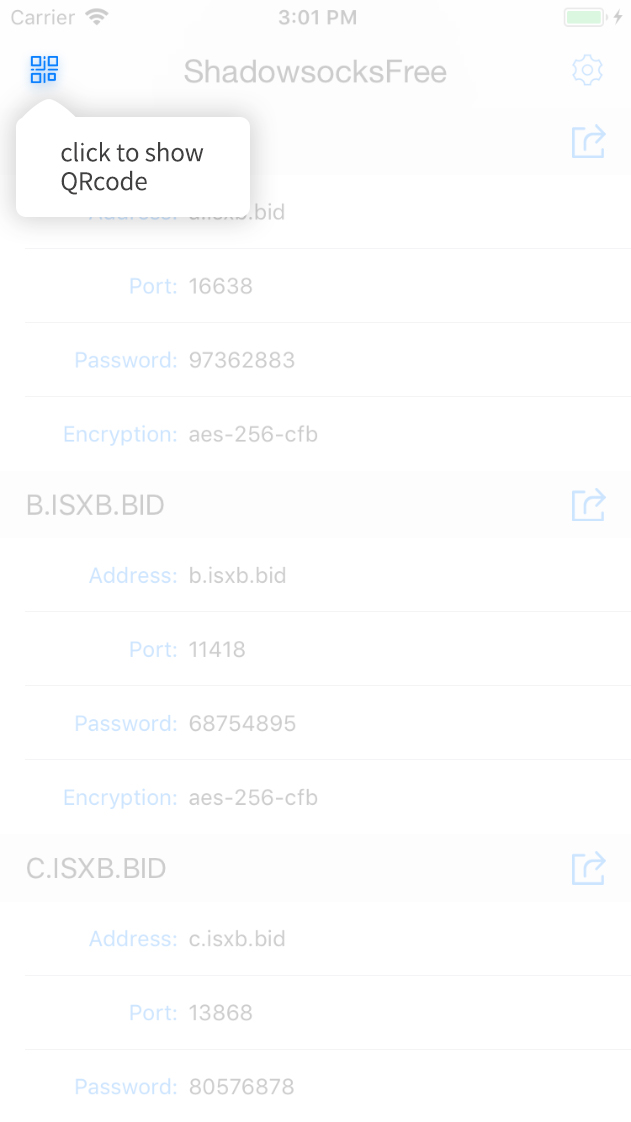 Carrier
3:01 PM
ShadowsocksFree
click to show
QRcode
Address: a.isxb.bid
Port: 16638
Password: 97362883
Encryption: aes-256-cfb
B.ISXB.BID
Address: b.isxb.bid
Port: 11418
Password: 68754895
Encryption: aes-256-cfb
C.ISXB.BID
Address: c.isxb.bid
Port: 13868
Password: 80576878